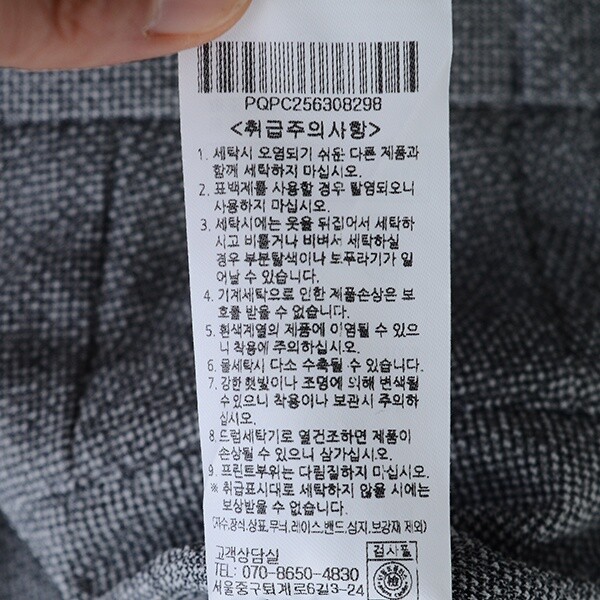 PQPC256308298
<취급주의사항>
1. 세탁시 오염되기 쉬운 다른 제품과
함께 세탁하지 마십시오.
2. 표백제를 사용할 경우 탈염되오니
사용하지 마십시오.
3. 세탁시에는 옷을 뒤집어서 세탁하
시고 비틀거나 비벼서 세탁하실
경우 부분탈색이나 보푸라기가 일
어날 수 있습니다.
4. 기계세탁으로 인한 제품손상은 보
호를 받을 수 없습니다.
5. 흰색계열의 제품에 이염될 수 있으
니 착용에 주의하십시오.
6. 물세탁시 다소 수축될 수 있습니다.
7. 강한 햇빛이나 조명에 의해 변색될
수있으니 착용이나 보관시 주의하
십시오.
8. 드럼세탁기로 열건조하면 제품이
손상될 수 있으니 삼가십시오.
9. 프린트부위는 다림질하지 마십시오.
※ 취급표시대로 세탁하지 않을 시에는
보상받을 수 없습니다.
(자수,장식,상표,무늬,레이스,밴드,심지,보강재 제외)
고객상담실
검사필
TEL: 070-8650-4830
서울중구퇴계로6길3-24